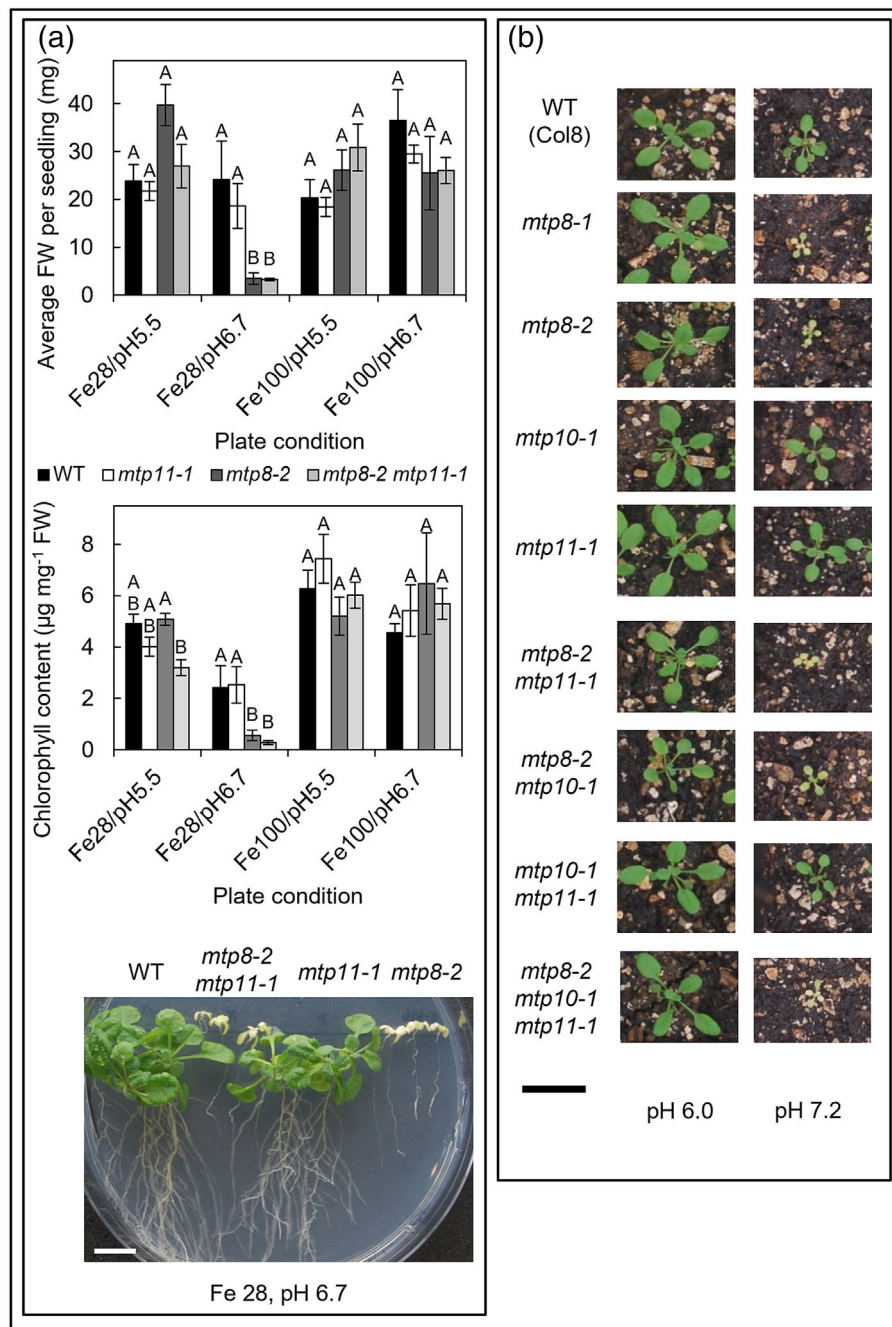 (a)
Average FW per seedling (mg)
40
30
20
10
0
A
A
A
A
A
A
B
B
A
A
A
A
A
A
A
A
Fe28/pH5.5
Fe28/pH6.7
Fe100/pH5.5
Fe100/pH6.7
Plate condition
WT mtp11-1 mtp8-2 mtp8-2 mtp11-1
Chlorophyll content (µg mg⁻¹ FW)
8
6
4
2
0
A
B
A
B
A
B
A
A
B
B
A
A
A
A
A
A
A
A
Fe28/pH5.5
Fe28/pH6.7
Fe100/pH5.5
Fe100/pH6.7
Plate condition
WT
mtp8-2
mtp11-1
mtp11-1
mtp8-2
Fe 28, pH 6.7
(b)
WT
(Col8)
mtp8-1
mtp8-2
mtp10-1
mtp11-1
mtp8-2
mtp11-1
mtp8-2
mtp10-1
mtp10-1
mtp11-1
mtp8-2
mtp10-1
mtp11-1
pH 6.0
pH 7.2